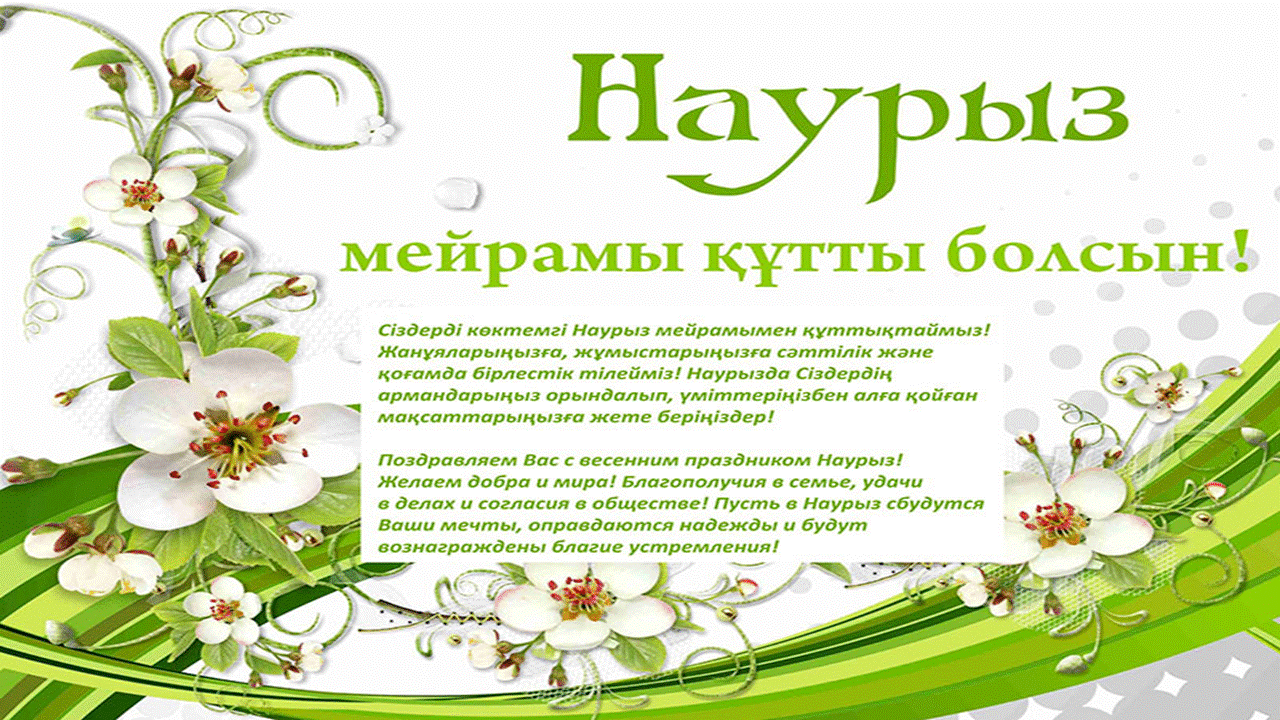 Наурыз
мейрамы құтты болсын!
Сіздерді көктемгі Наурыз мейрамымен құттықтаймыз!
Жанұяларыңызға, жұмыстарыңызға сәттілік және
қоғамда бірлестік тілейміз! Наурызда Сіздердің
армандарыңыз орындалып, үміттеріңізбен алға қойған
мақсаттарыңызға жете беріңіздер!
Поздравляем Вас с весенним праздником Наурыз!
Желаем добра и мира! Благополучия в семье, удачи
в делах и согласия в обществе! Пусть в Наурыз сбудутся
Ваши мечты, оправдаются надежды и будут
вознаграждены благие устремления!